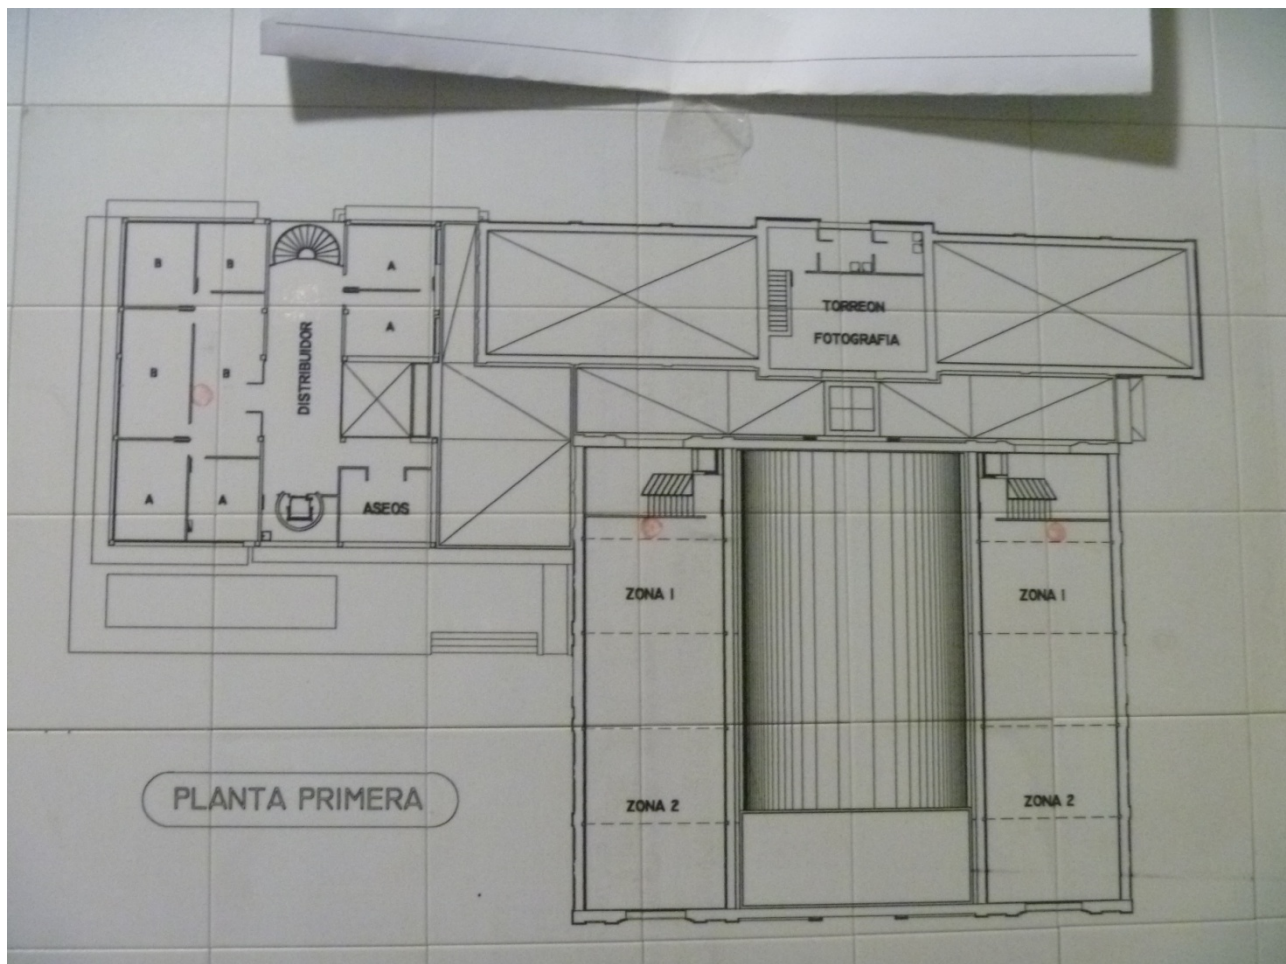 B
B
A
A
B
B
DISTRIBUIDOR
TORREON
FOTOGRAFIA
A
A
ASEOS
ZONA 1
ZONA 1
ZONA 2
ZONA 2
PLANTA PRIMERA